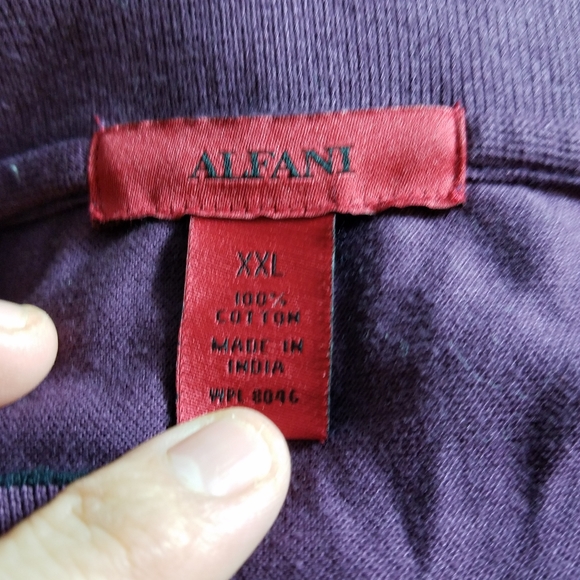 ALFANI
XXL
100%
COTTON
MADE IN
INDIA
WPL 8046